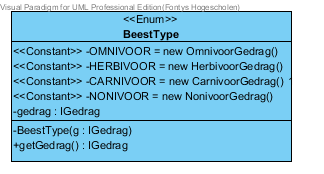 Visual Paradigm for UML Professional Edition(Fontys Hogescholen)
<<Enum>>
BeestType
<<Constant>> -OMNIVOOR = new OmnivoorGedrag()
<<Constant>> -HERBIVOOR = new HerbivoorGedrag()
<<Constant>> -CARNIVOOR = new CarnivoorGedrag()
<<Constant>> -NONIVOOR = new NonivoorGedrag()
-gedrag : IGedrag
-BeestType(g : IGedrag)
+getGedrag() : IGedrag